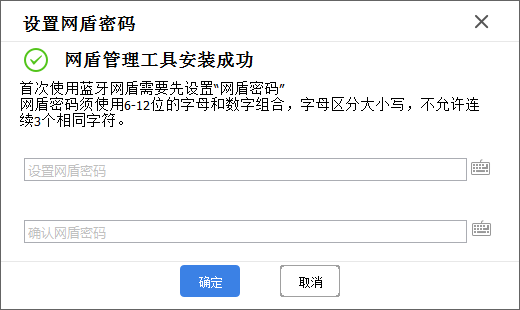 设置网盾密码
网盾管理工具安装成功
首次使用蓝牙网盾需要先设置“网盾密码”
网盾密码须使用6-12位的字母和数字组合，字母区分大小写，不允许连
续3个相同字符。
设置网盾密码
确认网盾密码
确定 取消